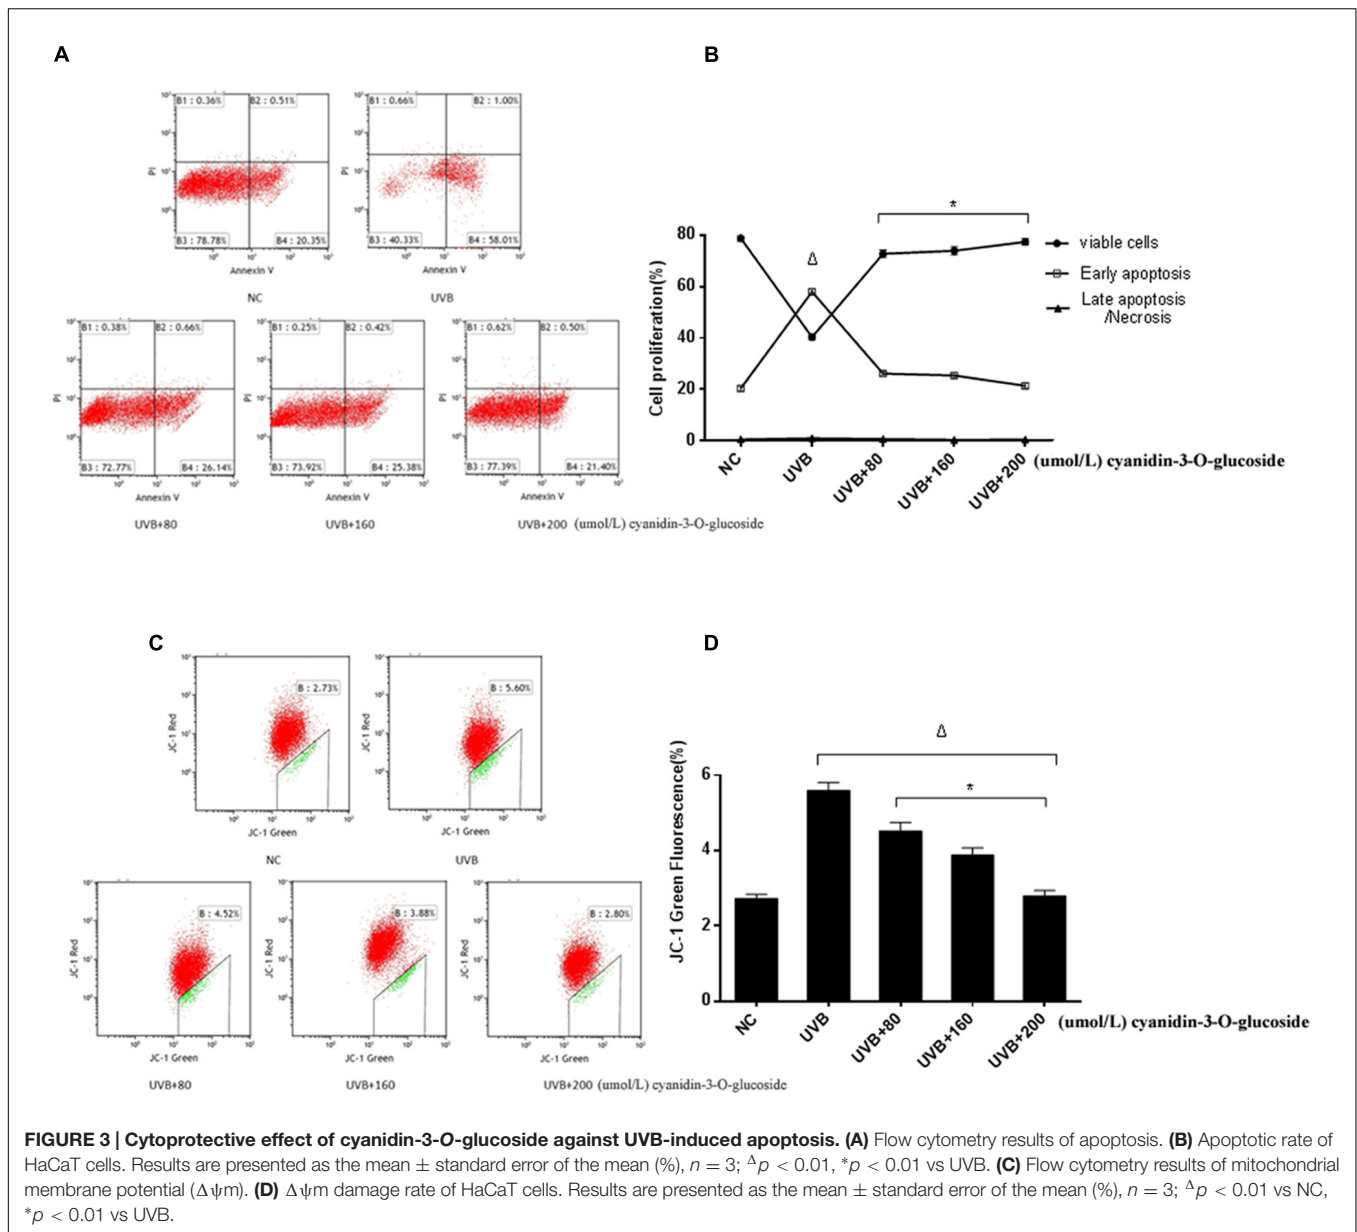 A
B1 : 0.36%
B2 : 0.51%
B3 : 78.78%
B4 : 20.35%
PI
Annexin V
NC
B1 : 0.66%
B2 : 1.00%
B3 : 40.33%
B4 : 58.01%
PI
Annexin V
UVB
B1 : 0.38%
B2 : 0.66%
B3 : 72.77%
B4 : 26.14%
PI
Annexin V
UVB+80
B1 : 0.25%
B2 : 0.42%
B3 : 73.92%
B4 : 25.38%
PI
Annexin V
UVB+160
B1 : 0.62%
B2 : 0.50%
B3 : 77.39%
B4 : 21.40%
PI
Annexin V
UVB+200 (umol/L) cyanidin-3-O-glucoside
B
Cell proliferation(%)
80
60
40
20
0
Δ
*
viable cells
Early apoptosis
Late apoptosis
/Necrosis
NC
UVB
UVB+80
UVB+160
UVB+200
(umol/L) cyanidin-3-O-glucoside
C
B : 2.73%
JC-1 Red
JC-1 Green
NC
B : 5.60%
JC-1 Red
JC-1 Green
UVB
B : 4.52%
JC-1 Red
JC-1 Green
UVB+80
B : 3.88%
JC-1 Red
JC-1 Green
UVB+160
B : 2.80%
JC-1 Red
JC-1 Green
UVB+200 (umol/L) cyanidin-3-O-glucoside
D
JC-1 Green Fluorescence(%)
6
4
2
0
Δ
*
NC
UVB
UVB+80
UVB+160
UVB+200
(umol/L) cyanidin-3-O-glucoside
FIGURE 3 | Cytoprotective effect of cyanidin-3-O-glucoside against UVB-induced apoptosis. (A) Flow cytometry results of apoptosis. (B) Apoptotic rate of
HaCaT cells. Results are presented as the mean ± standard error of the mean (%), n = 3; Δp < 0.01, *p < 0.01 vs UVB. (C) Flow cytometry results of mitochondrial
membrane potential (Δψm). (D) Δψm damage rate of HaCaT cells. Results are presented as the mean ± standard error of the mean (%), n = 3; Δp < 0.01 vs NC,
*p < 0.01 vs UVB.